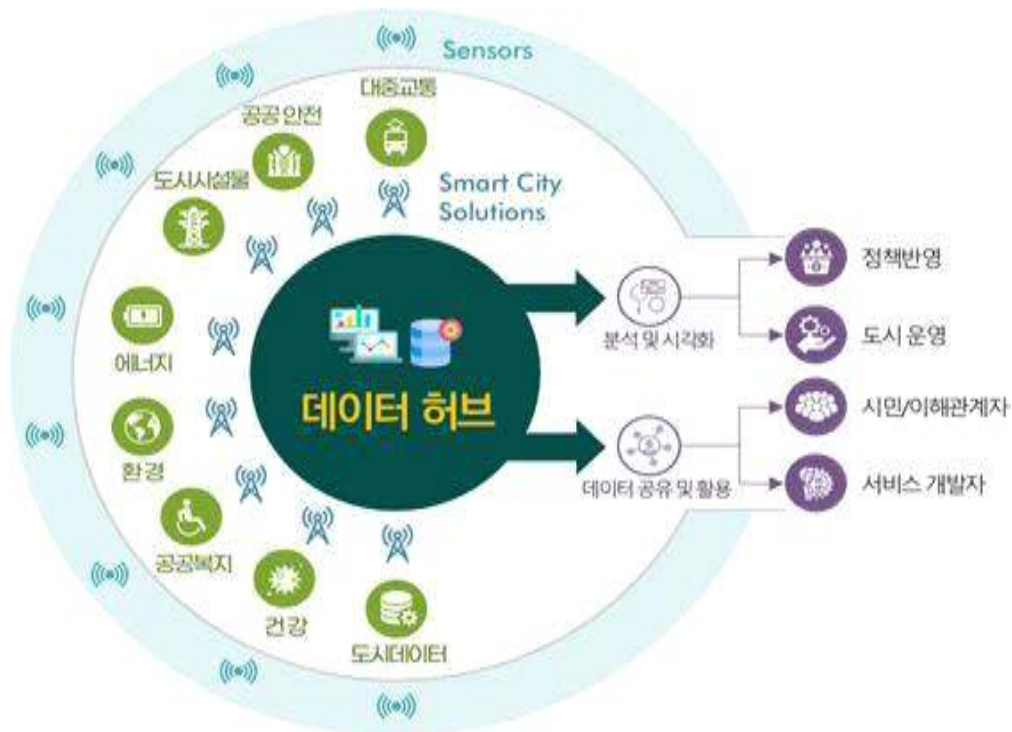 Sensors
대중교통
공공 안전
도시시설물
Smart City
Solutions
에너지
환경
공공복지
건강
도시데이터
데이터 허브
분석 및 시각화
데이터 공유 및 활용
정책반영
도시 운영
시민/이해관계자
서비스 개발자